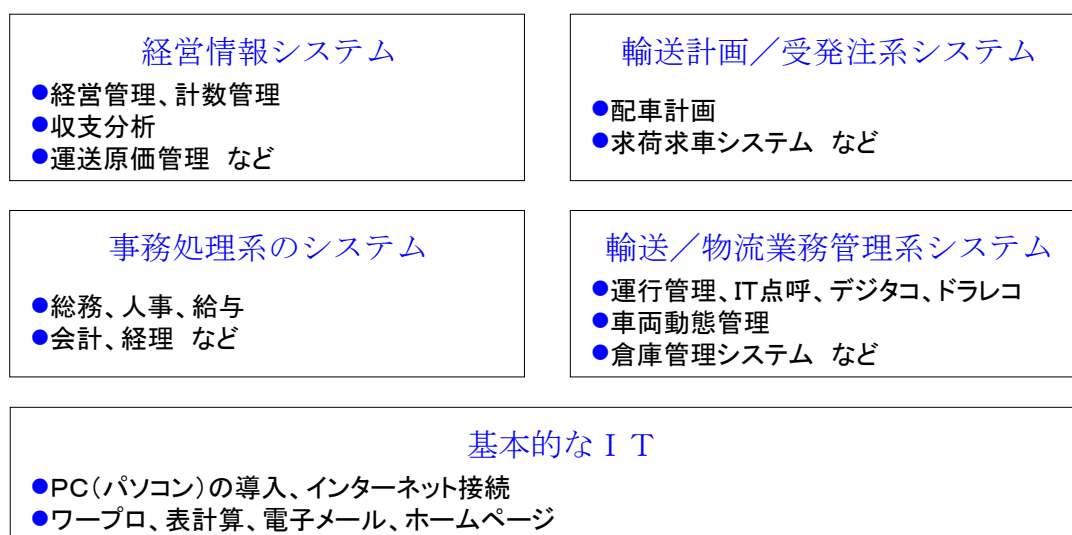 経営情報システム
●経営管理、計数管理
●収支分析
●運送原価管理 など
輸送計画／受発注系システム
●配車計画
●求荷求車システム など
事務処理系のシステム
●総務、人事、給与
●会計、経理 など
輸送／物流業務管理系システム
●運行管理、IT点呼、デジタコ、ドラレコ
●車両動態管理
●倉庫管理システム など
基本的なＩＴ
●PC（パソコン）の導入、インターネット接続
●ワープロ、表計算、電子メール、ホームページ